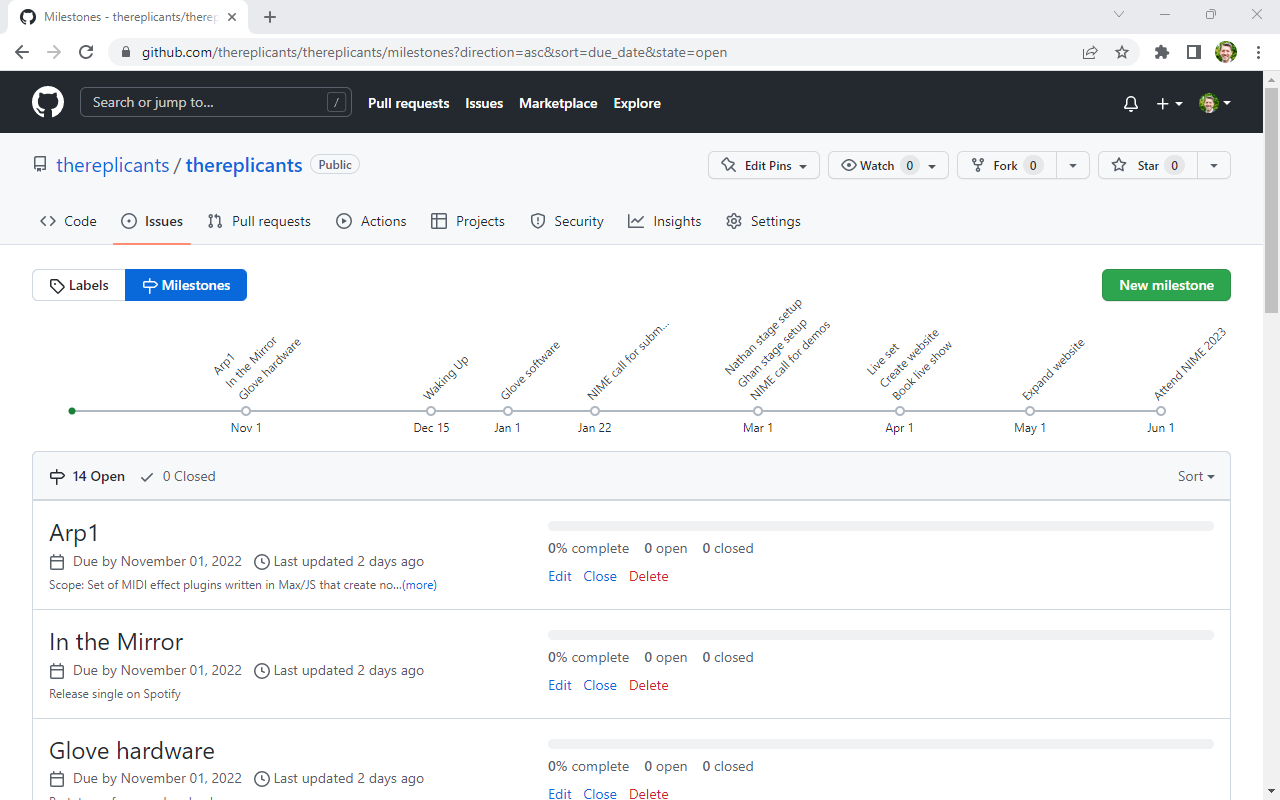 Milestones - thereplicants/therep
github.com/thereplicants/thereplicants/milestones?direction=asc&sort=due_date&state=open
Search or jump to... /
Pull requests Issues Marketplace Explore
thereplicants / thereplicants Public
Edit Pins Watch 0 Fork 0 Star 0
Code Issues Pull requests Actions Projects Security Insights Settings
Labels Milestones New milestone
Arp1
In the Mirror
Glove hardware
Waking Up
Glove software
NIME call for subm...
Nathan stage setup
Ghan stage setup
NIME call for demos
Live set
Create website
Book live show
Expand website
Attend NIME 2023
Nov 1 Dec 15 Jan 1 Jan 22 Mar 1 Apr 1 May 1 Jun 1
14 Open 0 Closed Sort
Arp1
Due by November 01, 2022 Last updated 2 days ago
Scope: Set of MIDI effect plugins written in Max/JS that create no...(more)
0% complete 0 open 0 closed
Edit Close Delete
In the Mirror
Due by November 01, 2022 Last updated 2 days ago
Release single on Spotify
0% complete 0 open 0 closed
Edit Close Delete
Glove hardware
Due by November 01, 2022 Last updated 2 days ago
0% complete 0 open 0 closed
Edit Close Delete